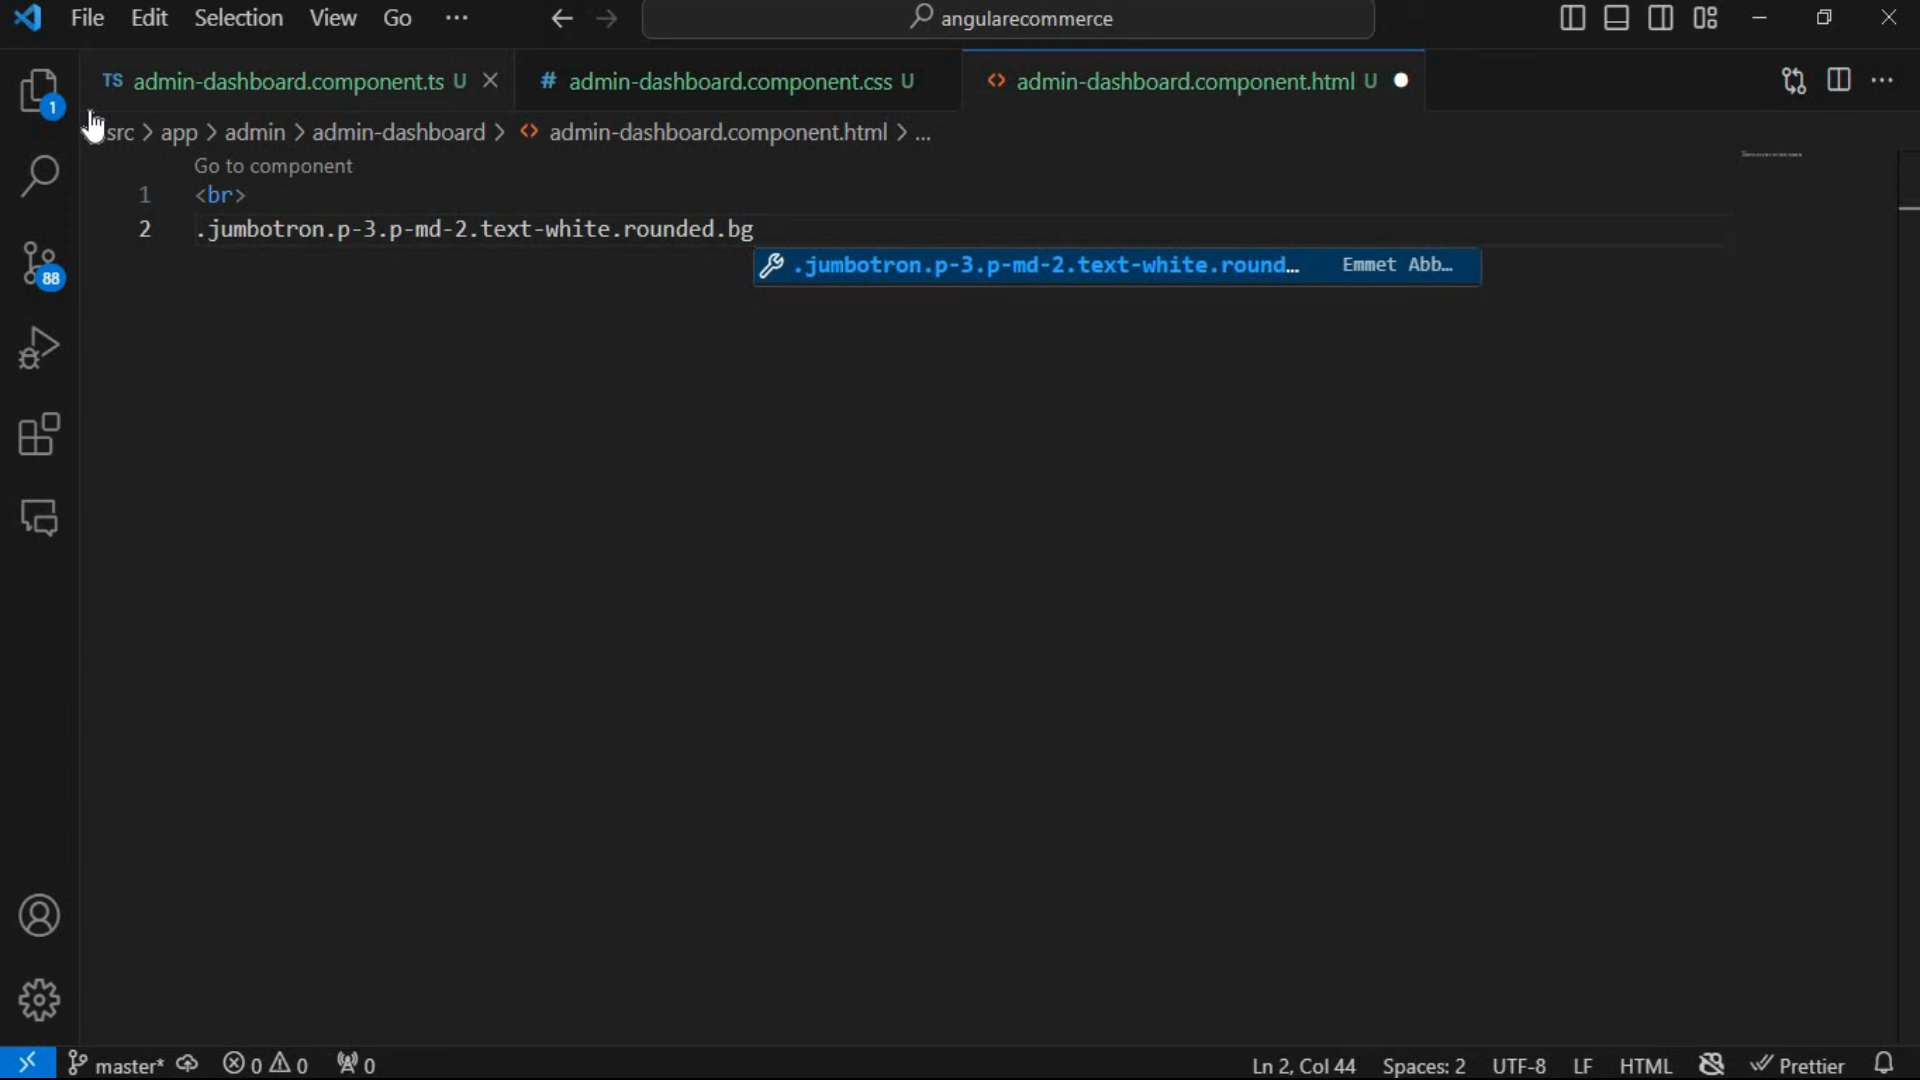 File Edit Selection View Go ··· angularecommerce
TS admin-dashboard.component.ts U # admin-dashboard.component.css U <> admin-dashboard.component.html U
1 src > app > admin > admin-dashboard > <> admin-dashboard.component.html > ...
Go to component
1 <br>
2 .jumbotron.p-3.p-md-2.text-white.rounded.bg
.jumbotron.p-3.p-md-2.text-white.round… Emmet Abb…
88
master* 0 0 0 Ln 2, Col 44 Spaces: 2 UTF-8 LF HTML Prettier